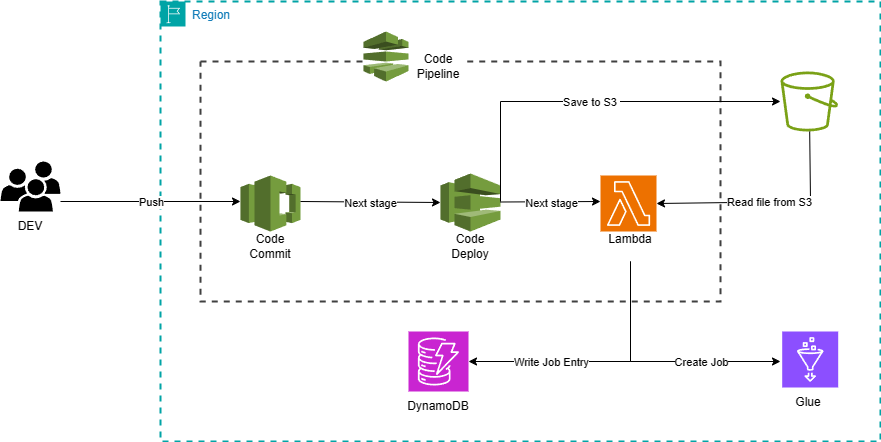 Region
Code
Pipeline
Save to S3
Push
Next stage
Next stage
Read file from S3
DEV
Code
Commit
Code
Deploy
Lambda
Write Job Entry
Create Job
DynamoDB
Glue